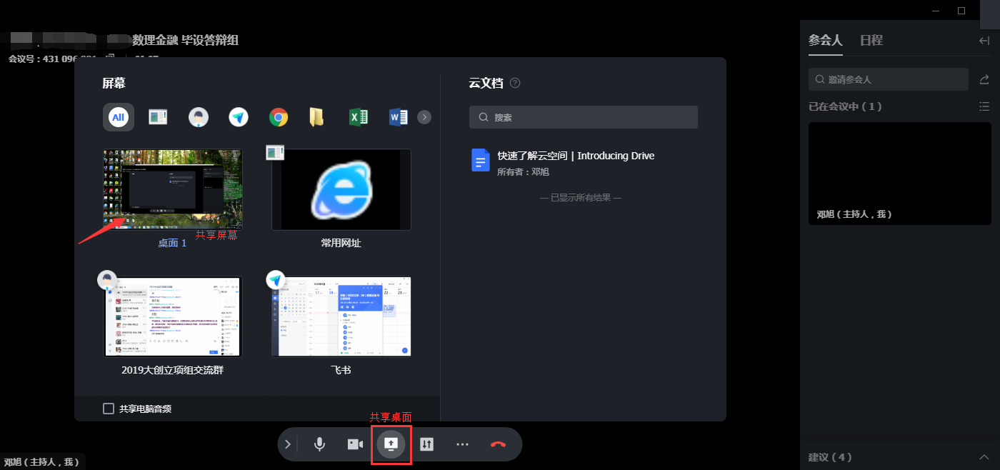 数理金融 毕设答辩组
会议号：431 096
屏幕
All
共享屏幕
桌面 1
常用网址
2019大创立项组交流群
飞书
共享电脑音频
云文档
搜索
快速了解云空间 | Introducing Drive
所有者：邓旭
— 已显示所有结果 —
共享桌面
邓旭（主持人，我）
参会人 日程
邀请参会人
已在会议中（1）
邓旭（主持人，我）
建议（4）